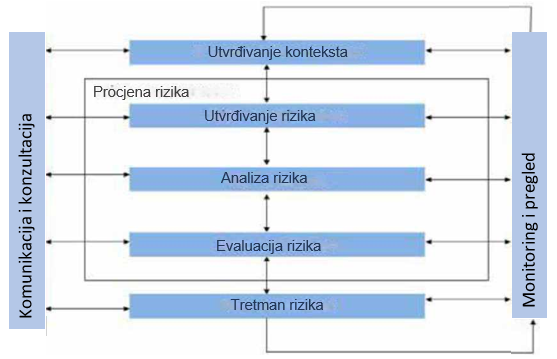 Utvrđivanje konteksta
Procjena rizika
Utvrđivanje rizika
Analiza rizika
Evaluacija rizika
Tretman rizika
Komunikacija i konzultacija
Monitoring i pregled